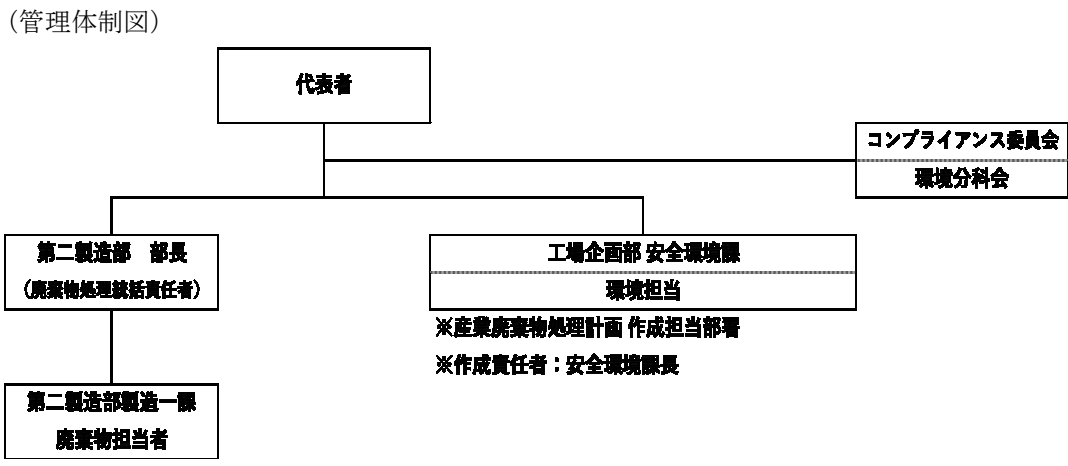 （管理体制図）
代表者
コンプライアンス委員会
環境分科会
第二製造部　部長
（廃棄物処理統括責任者）
工場企画部 安全環境課
環境担当
※産業廃棄物処理計画 作成担当部署
※作成責任者：安全環境課長
第二製造部製造一課
廃棄物担当者